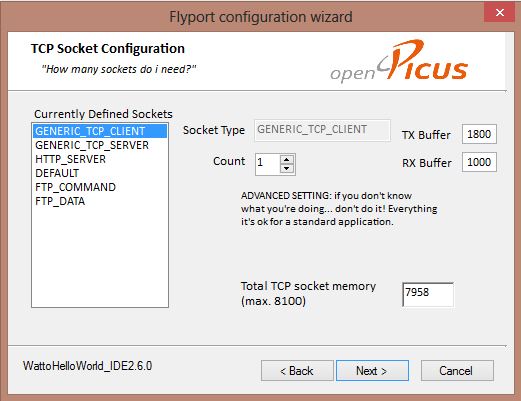 Flyport configuration wizard
TCP Socket Configuration
"How many sockets do i need?"
openPicus
Currently Defined Sockets
GENERIC_TCP_CLIENT
GENERIC_TCP_SERVER
HTTP_SERVER
DEFAULT
FTP_COMMAND
FTP_DATA
Socket Type GENERIC_TCP_CLIENT TX Buffer 1800
Count 1 RX Buffer 1000
ADVANCED SETTING: if you don't know
what you're doing... don't do it! Everything
it's ok for a standard application.
Total TCP socket memory 7958
(max. 8100)
WattoHelloWorld_IDE2.6.0
< Back Next > Cancel